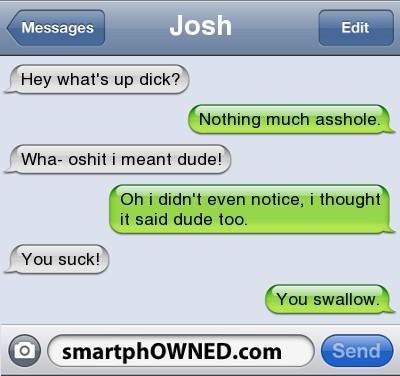 Messages
Josh
Edit
Hey what's up dick?
Nothing much asshole.
Wha- oshit i meant dude!
Oh i didn't even notice, i thought
it said dude too.
You suck!
You swallow.
smartphOWNED.com
Send